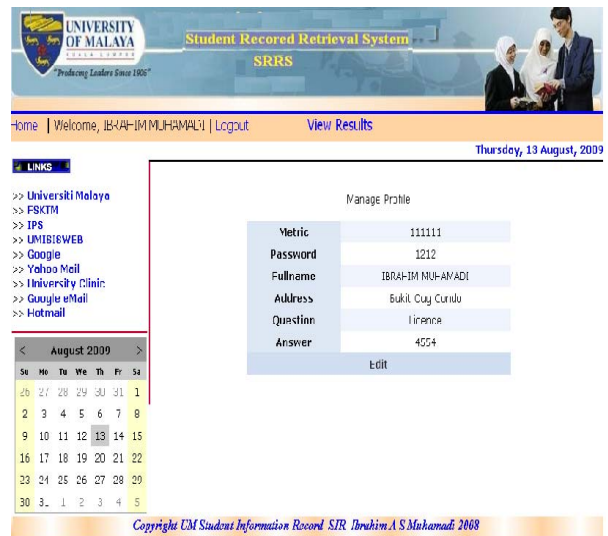 UNIVERSITY
OF MALAYA
KUALA LUMPUR
"Producing Leaders Since 1905"
Student Recored Retrieval System
SRRS
Home | Welcome, IBRAHIM MUHAMADI | Logout View Results
Thursday, 13 August, 2009
LINKS
>> Universiti Malaya
>> FSKTM
>> IPS
>> UMISISWEB
>> Google
>> Yahoo Mail
>> University Clinic
>> Google eMail
>> Hotmail
Manage Profile
Metric 111111
Password 1212
Fullname IBRAHIM MUHAMADI
Address Bukit
Question Licence
Answer 4554
Edit
< August 2009 >
Su Mo Tu We Th Fr Sa
26 27 28 29 30 31 1
2 3 4 5 6 7 8
9 10 11 12 13 14 15
16 17 18 19 20 21 22
23 24 25 26 27 28 29
30 31 1 2 3 4 5
Copyright UM Student Information Record SIR Ibrahim A S Muhamadi 2008